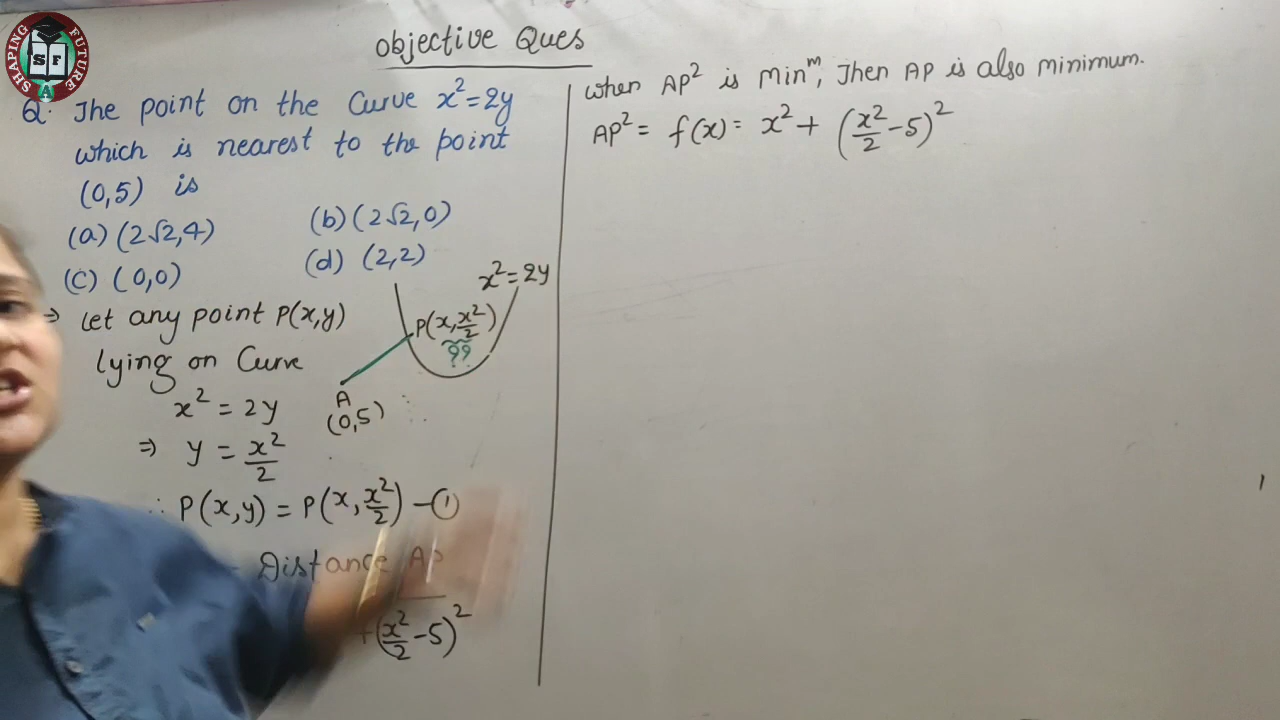 SHAPING FUTURE
S F
A
Objective Ques
Q. The point on the Curve x²=2y
which is nearest to the point
(0,5) is
(a) (2√2,4) (b) (2√2,0)
(C) (0,0) (d) (2,2)
⇒ Let any point P(x,y)
lying on Curve
x² = 2y
⇒ y = x²/2
∴ P(x,y) = P(x, x²/2) -①
Distance AP
+(x²/2 -5)²
x²=2y
P(x, x²/2)
??
A
(0,5)
when AP² is Minᵐ, Then AP is also minimum.
AP² = f(x) = x² + (x²/2 -5)²